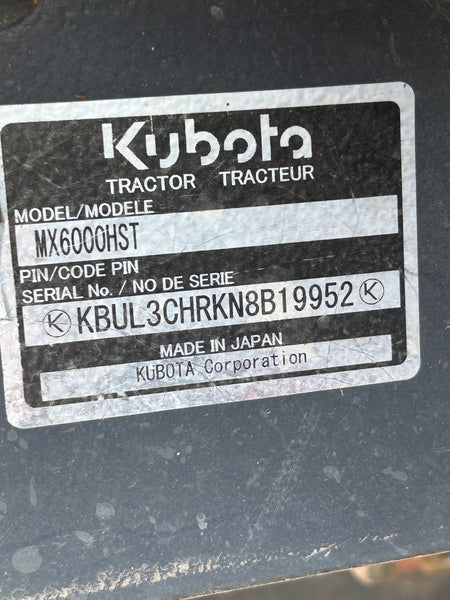 Kubota
TRACTOR TRACTEUR
MODEL/MODELE
MX6000HST
PIN/CODE PIN
SERIAL No. / NO DE SERIE
K KBUL3CHRKN8B19952 K
MADE IN JAPAN
KUBOTA Corporation